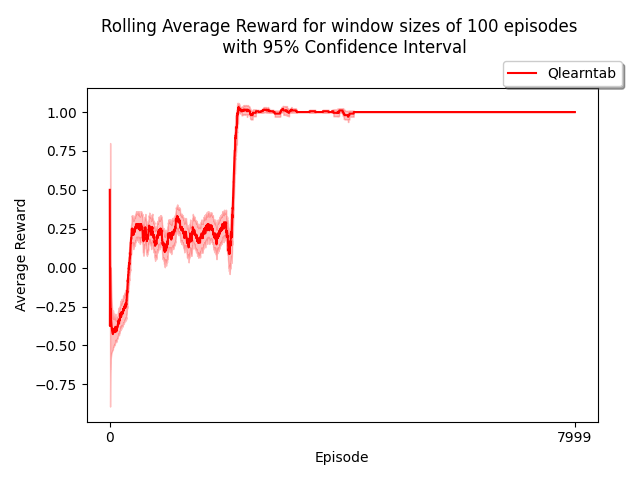 Rolling Average Reward for window sizes of 100 episodes
with 95% Confidence Interval
Qlearntab
1.00
0.75
0.50
0.25
0.00
−0.25
−0.50
−0.75
Average Reward
0
7999
Episode